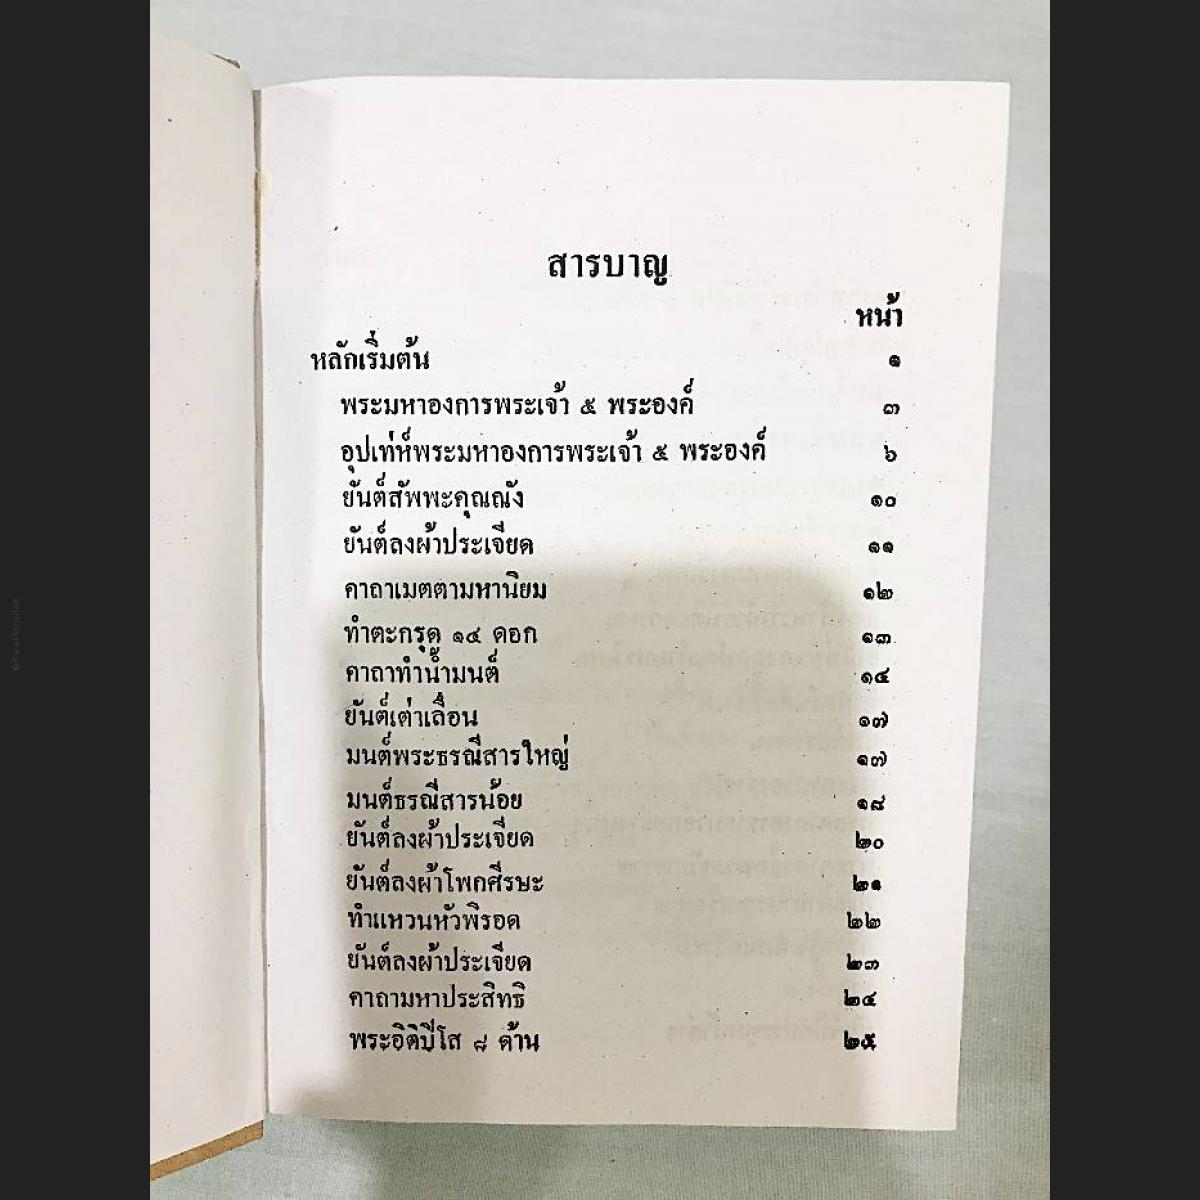 สารบาญ
หน้า
หลักเริ่มต้น ๑
พระมหาองการพระเจ้า ๕ พระองค์ ๓
อุปเท่ห์พระมหาองการพระเจ้า ๕ พระองค์ ๖
ยันต์สัพพะคุณณัง ๑๐
ยันต์ลงผ้าประเจียด ๑๑
คาถาเมตตามหานิยม ๑๒
ทำตะกรุด ๑๔ ดอก ๑๓
คาถาทำน้ำมนต์ ๑๔
ยันต์เต่าเลื่อน ๑๗
มนต์พระธรณีสารใหญ่ ๑๗
มนต์ธรณีสารน้อย ๑๘
ยันต์ลงผ้าประเจียด ๒๐
ยันต์ลงผ้าโพกศีรษะ ๒๑
ทำแหวนหัวพิรอด ๒๒
ยันต์ลงผ้าประเจียด ๒๓
คาถามหาประสิทธิ ๒๔
พระอิติปิโส ๘ ด้าน ๒๕
©RealAmulet